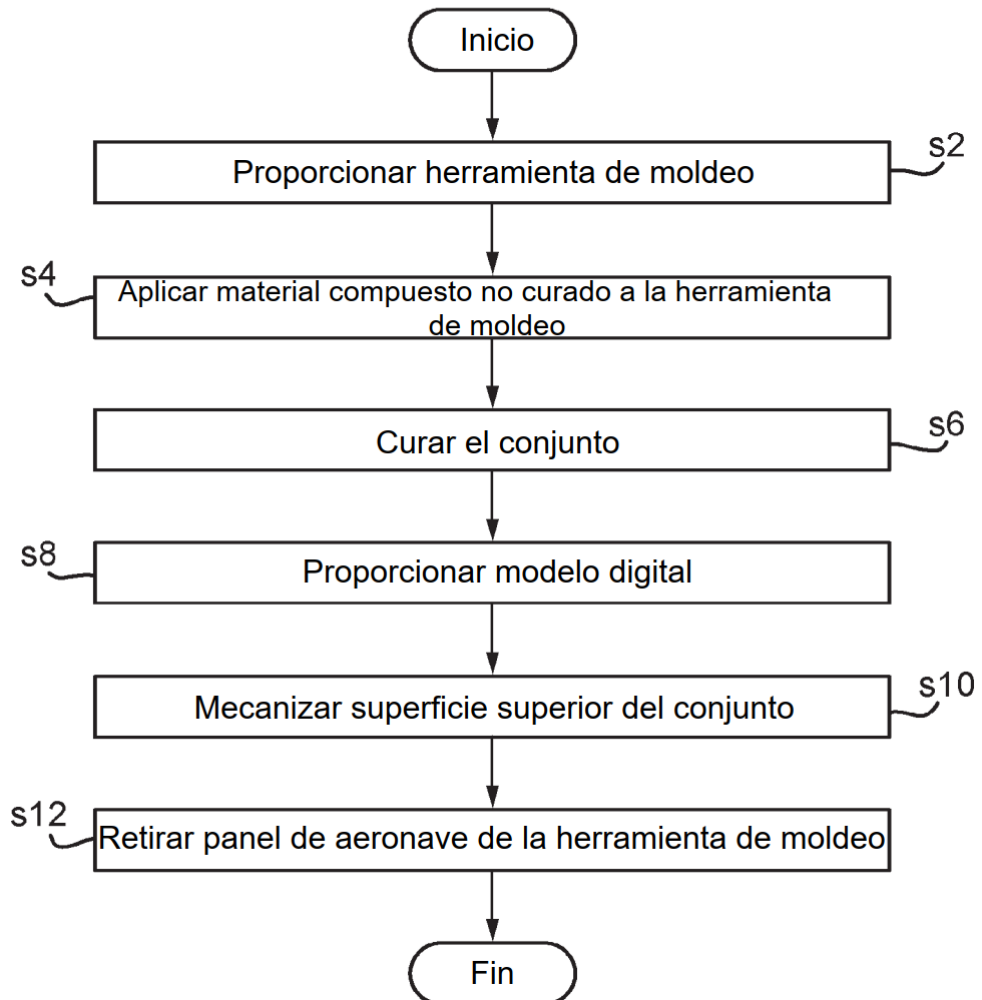 Inicio
Proporcionar herramienta de moldeo
s2
s4
Aplicar material compuesto no curado a la herramienta
de moldeo
Curar el conjunto
s6
s8
Proporcionar modelo digital
Mecanizar superficie superior del conjunto
s10
s12
Retirar panel de aeronave de la herramienta de moldeo
Fin